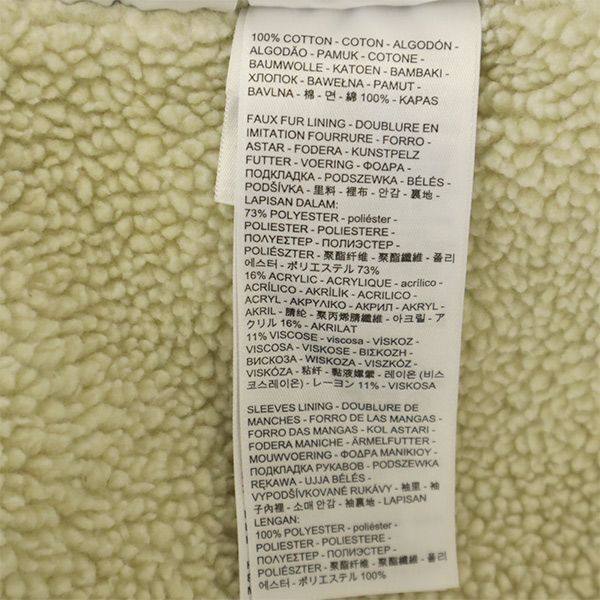 100% COTTON - COTON - ALGODÓN -
ALGODÃO - PAMUK - COTONE -
BAUMWOLLE - KATOEN - BAMBAKI -
ХЛОПОК - BAWEŁNA - PAMUT -
BAVLNA - 棉 - 면 - 綿 100% - KAPAS
FAUX FUR LINING - DOUBLURE EN
IMITATION FOURRURE - FORRO -
ASTAR - FODERA - KUNSTPELZ
FUTTER - VOERING - ΦΟΔΡΑ -
ПОДКЛАДКА - PODSZEWKA - BÉLÉS -
PODŠÍVKA - 里料 - 裡布 - 안감 - 裏地 -
LAPISAN DALAM:
73% POLYESTER - poliéster -
POLIESTER - POLIESTERE -
ΠΟΛΥΕΣΤΕΡ - ПОЛИЭСТЕР -
POLIÉSZTER - 聚酯纤维 - 聚酯纖維 - 폴리
에스터 - ポリエステル 73%
16% ACRYLIC - ACRYLIQUE - acrílico -
ACRÍLICO - AKRİLİK - ACRILICO -
ACRYL - ΑΚΡΥΛΙΚΟ - АКРИЛ - AKRYL -
AKRIL - 腈纶 - 聚丙烯腈纖維 - 아크릴 - ア
クリル 16% - AKRILAT
11% VISCOSE - viscosa - VİSKOZ -
VISCOSA - VISKOSE - ΒΙΣΚΟΖΗ -
ВИСКОЗА - WISKOZA - VISZKÓZ -
VISKÓZA - 粘纤 - 黏液嫘縈 - 레이온 (비스
코스레이온) - レーヨン 11% - VISKOSA
SLEEVES LINING - DOUBLURE DE
MANCHES - FORRO DE LAS MANGAS -
FORRO DAS MANGAS - KOL ASTARI -
FODERA MANICHE - ÄRMELFUTTER -
MOUWVOERING - ΦΟΔΡΑ ΜΑΝΙΚΙΟΥ -
ПОДКЛАДКА РУКАВОВ - PODSZEWKA
RĘKAWA - UJJA BÉLÉS -
VYPODŠÍVKOVANÉ RUKÁVY - 袖里 - 袖
子內裡 - 소매 안감 - 袖裏地 - LAPISAN
LENGAN:
100% POLYESTER - poliéster -
POLIESTER - POLIESTERE -
ΠΟΛΥΕΣΤΕΡ - ПОЛИЭСТЕР -
POLIÉSZTER - 聚酯纤维 - 聚酯纖維 - 폴리
에스터 - ポリエステル 100%